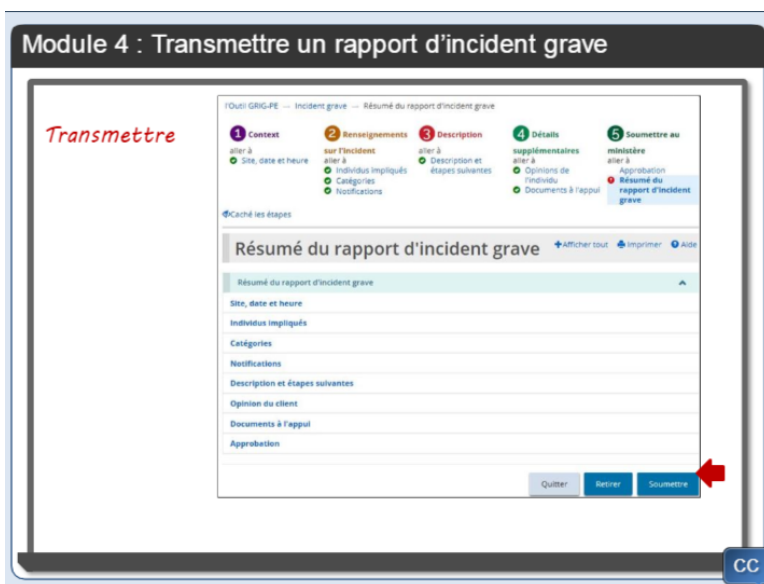 Module 4 : Transmettre un rapport d'incident grave
Transmettre
l'Outil GRIG-PE — Incident grave — Résumé du rapport d'incident grave
1 Context
aller à
Site, date et heure
2 Renseignements
sur l'Incident
aller à
Individus impliqués
Catégories
Notifications
3 Description
aller à
Description et
étapes suivantes
4 Détails
supplémentaires
aller à
Opinions de
l'individu
Documents à l'appui
5 Soumettre au
ministère
aller à
Approbation
Résumé du
rapport d'incident
grave
Caché les étapes
Résumé du rapport d'incident grave
Afficher tout Imprimer Aide
Résumé du rapport d'incident grave
Site, date et heure
Individus impliqués
Catégories
Notifications
Description et étapes suivantes
Opinion du client
Documents à l'appui
Approbation
Quitter Retirer Soumettre
CC